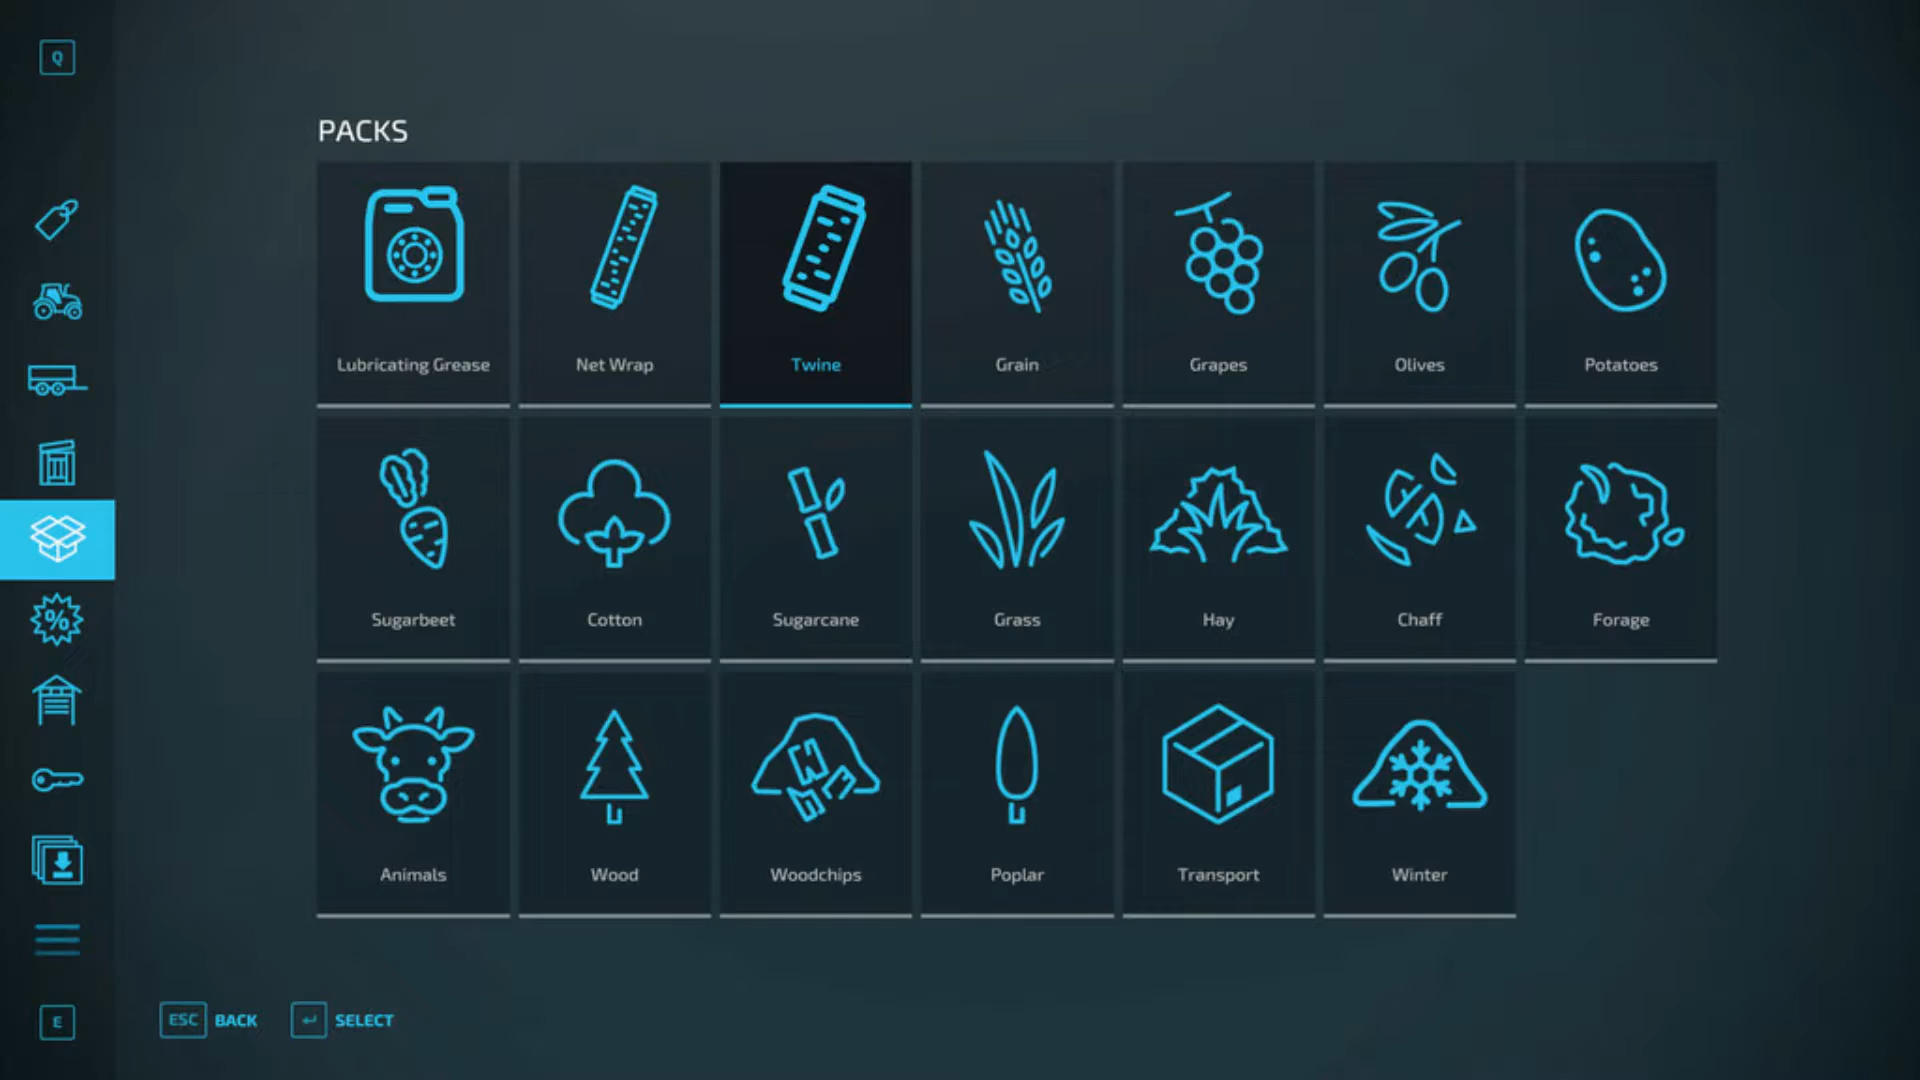 Q
PACKS
Lubricating Grease
Net Wrap
Twine
Grain
Grapes
Olives
Potatoes
Sugarbeet
Cotton
Sugarcane
Grass
Hay
Chaff
Forage
Animals
Wood
Woodchips
Poplar
Transport
Winter
%
E
ESC BACK
SELECT